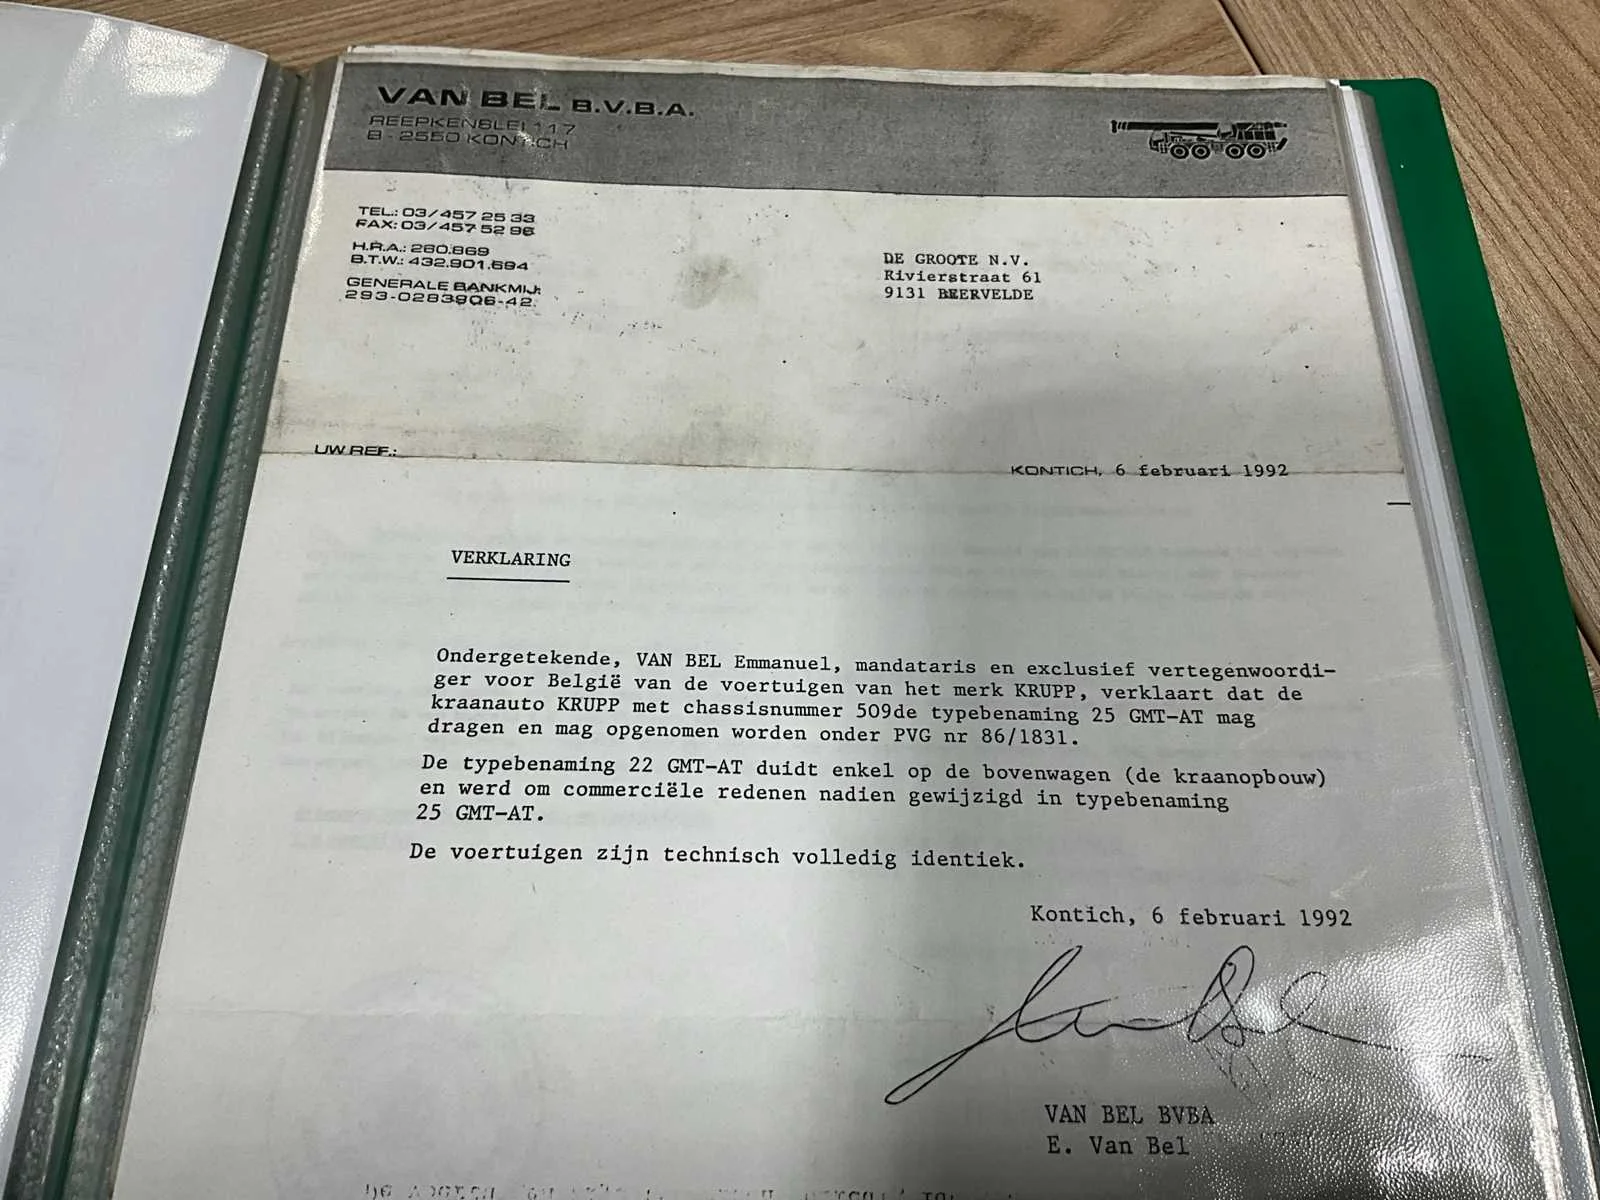 VAN BEL B.V.B.A.
REEPKENSLEI 117
B - 2550 KONTICH
TEL.: 03/457 25 33
FAX: 03/457 52 96
H.R.A.: 260.869
B.T.W.: 432.901.694
GENERALE BANKMIJ:
293-0283906-42.
DE GROOTE N.V.
Rivierstraat 61
9131 BEERVELDE
UW REF.:
KONTICH, 6 februari 1992
VERKLARING
Ondergetekende, VAN BEL Emmanuel, mandataris en exclusief vertegenwoordi-
ger voor België van de voertuigen van het merk KRUPP, verklaart dat de
kraanauto KRUPP met chassisnummer 509de typebenaming 25 GMT-AT mag
dragen en mag opgenomen worden onder PVG nr 86/1831.
De typebenaming 22 GMT-AT duidt enkel op de bovenwagen (de kraanopbouw)
en werd om commerciële redenen nadien gewijzigd in typebenaming
25 GMT-AT.
De voertuigen zijn technisch volledig identiek.
Kontich, 6 februari 1992
VAN BEL BVBA
E. Van Bel